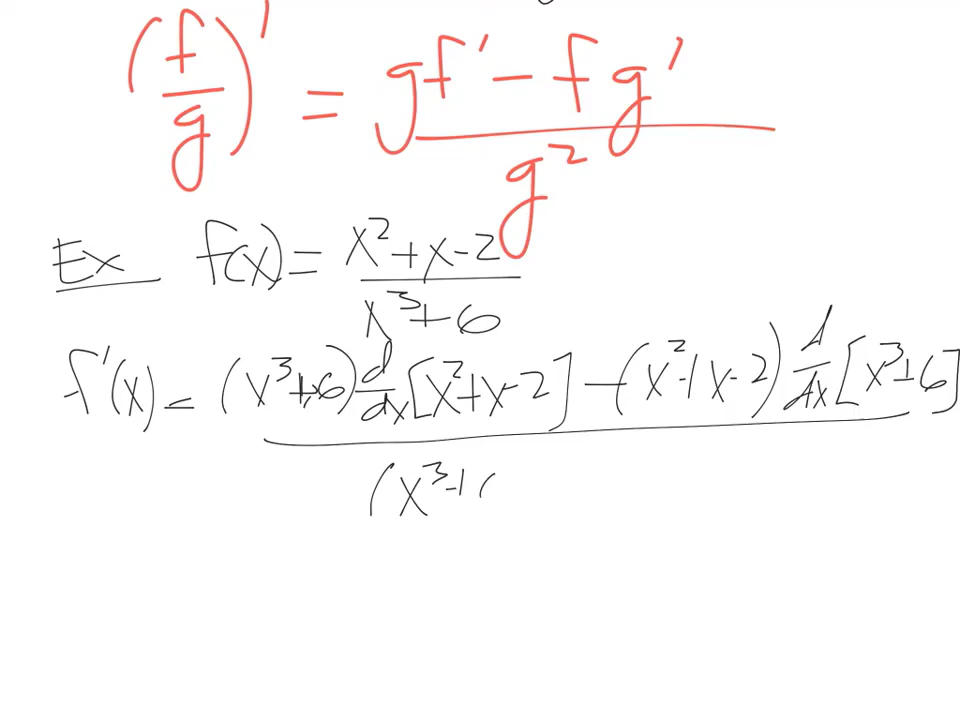 (f/g)' = (gf' - fg')/g²
Ex f(x) = (x² + x - 2)/(x³ + 6)
f'(x) = ((x³ + 6) d/dx [x² + x - 2] - (x² + x - 2) d/dx [x³ + 6])/(x³ + (